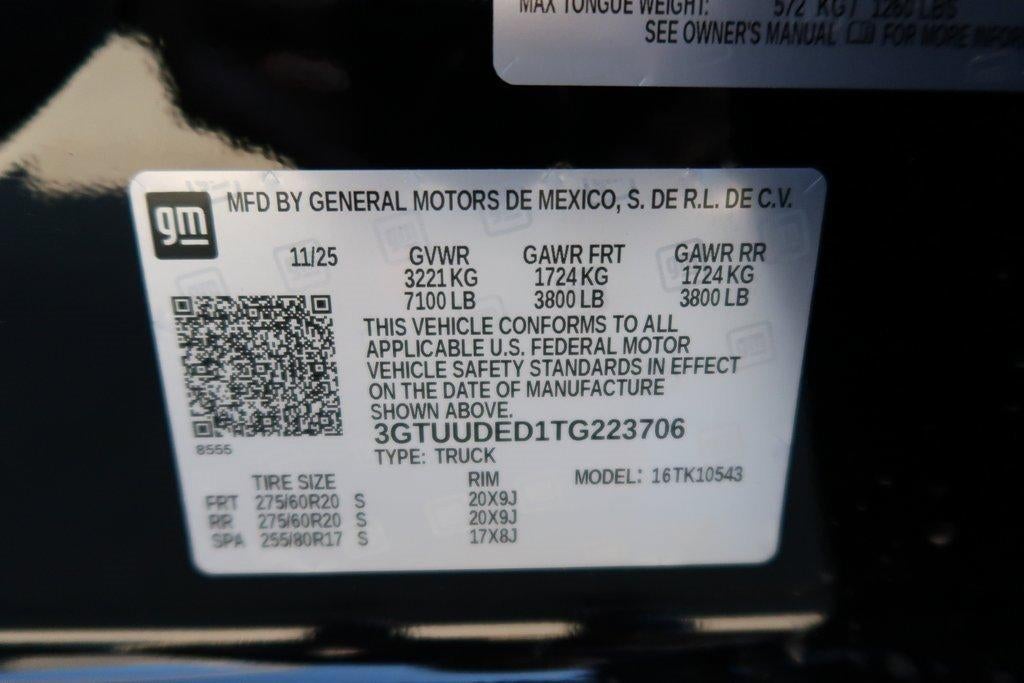 MAX TONGUE WEIGHT: 572 KG / 1260 LBS
SEE OWNER'S MANUAL FOR MORE
gm
MFD BY GENERAL MOTORS DE MEXICO, S. DE R.L. DE C.V.
11/25 GVWR GAWR FRT GAWR RR
3221 KG 1724 KG 1724 KG
7100 LB 3800 LB 3800 LB
THIS VEHICLE CONFORMS TO ALL
APPLICABLE U.S. FEDERAL MOTOR
VEHICLE SAFETY STANDARDS IN EFFECT
ON THE DATE OF MANUFACTURE
SHOWN ABOVE.
8555
3GTUUDED1TG223706
TYPE: TRUCK
TIRE SIZE RIM MODEL: 16TK10543
FRT 275/60R20 S 20X9J
RR 275/60R20 S 20X9J
SPA 255/80R17 S 17X8J